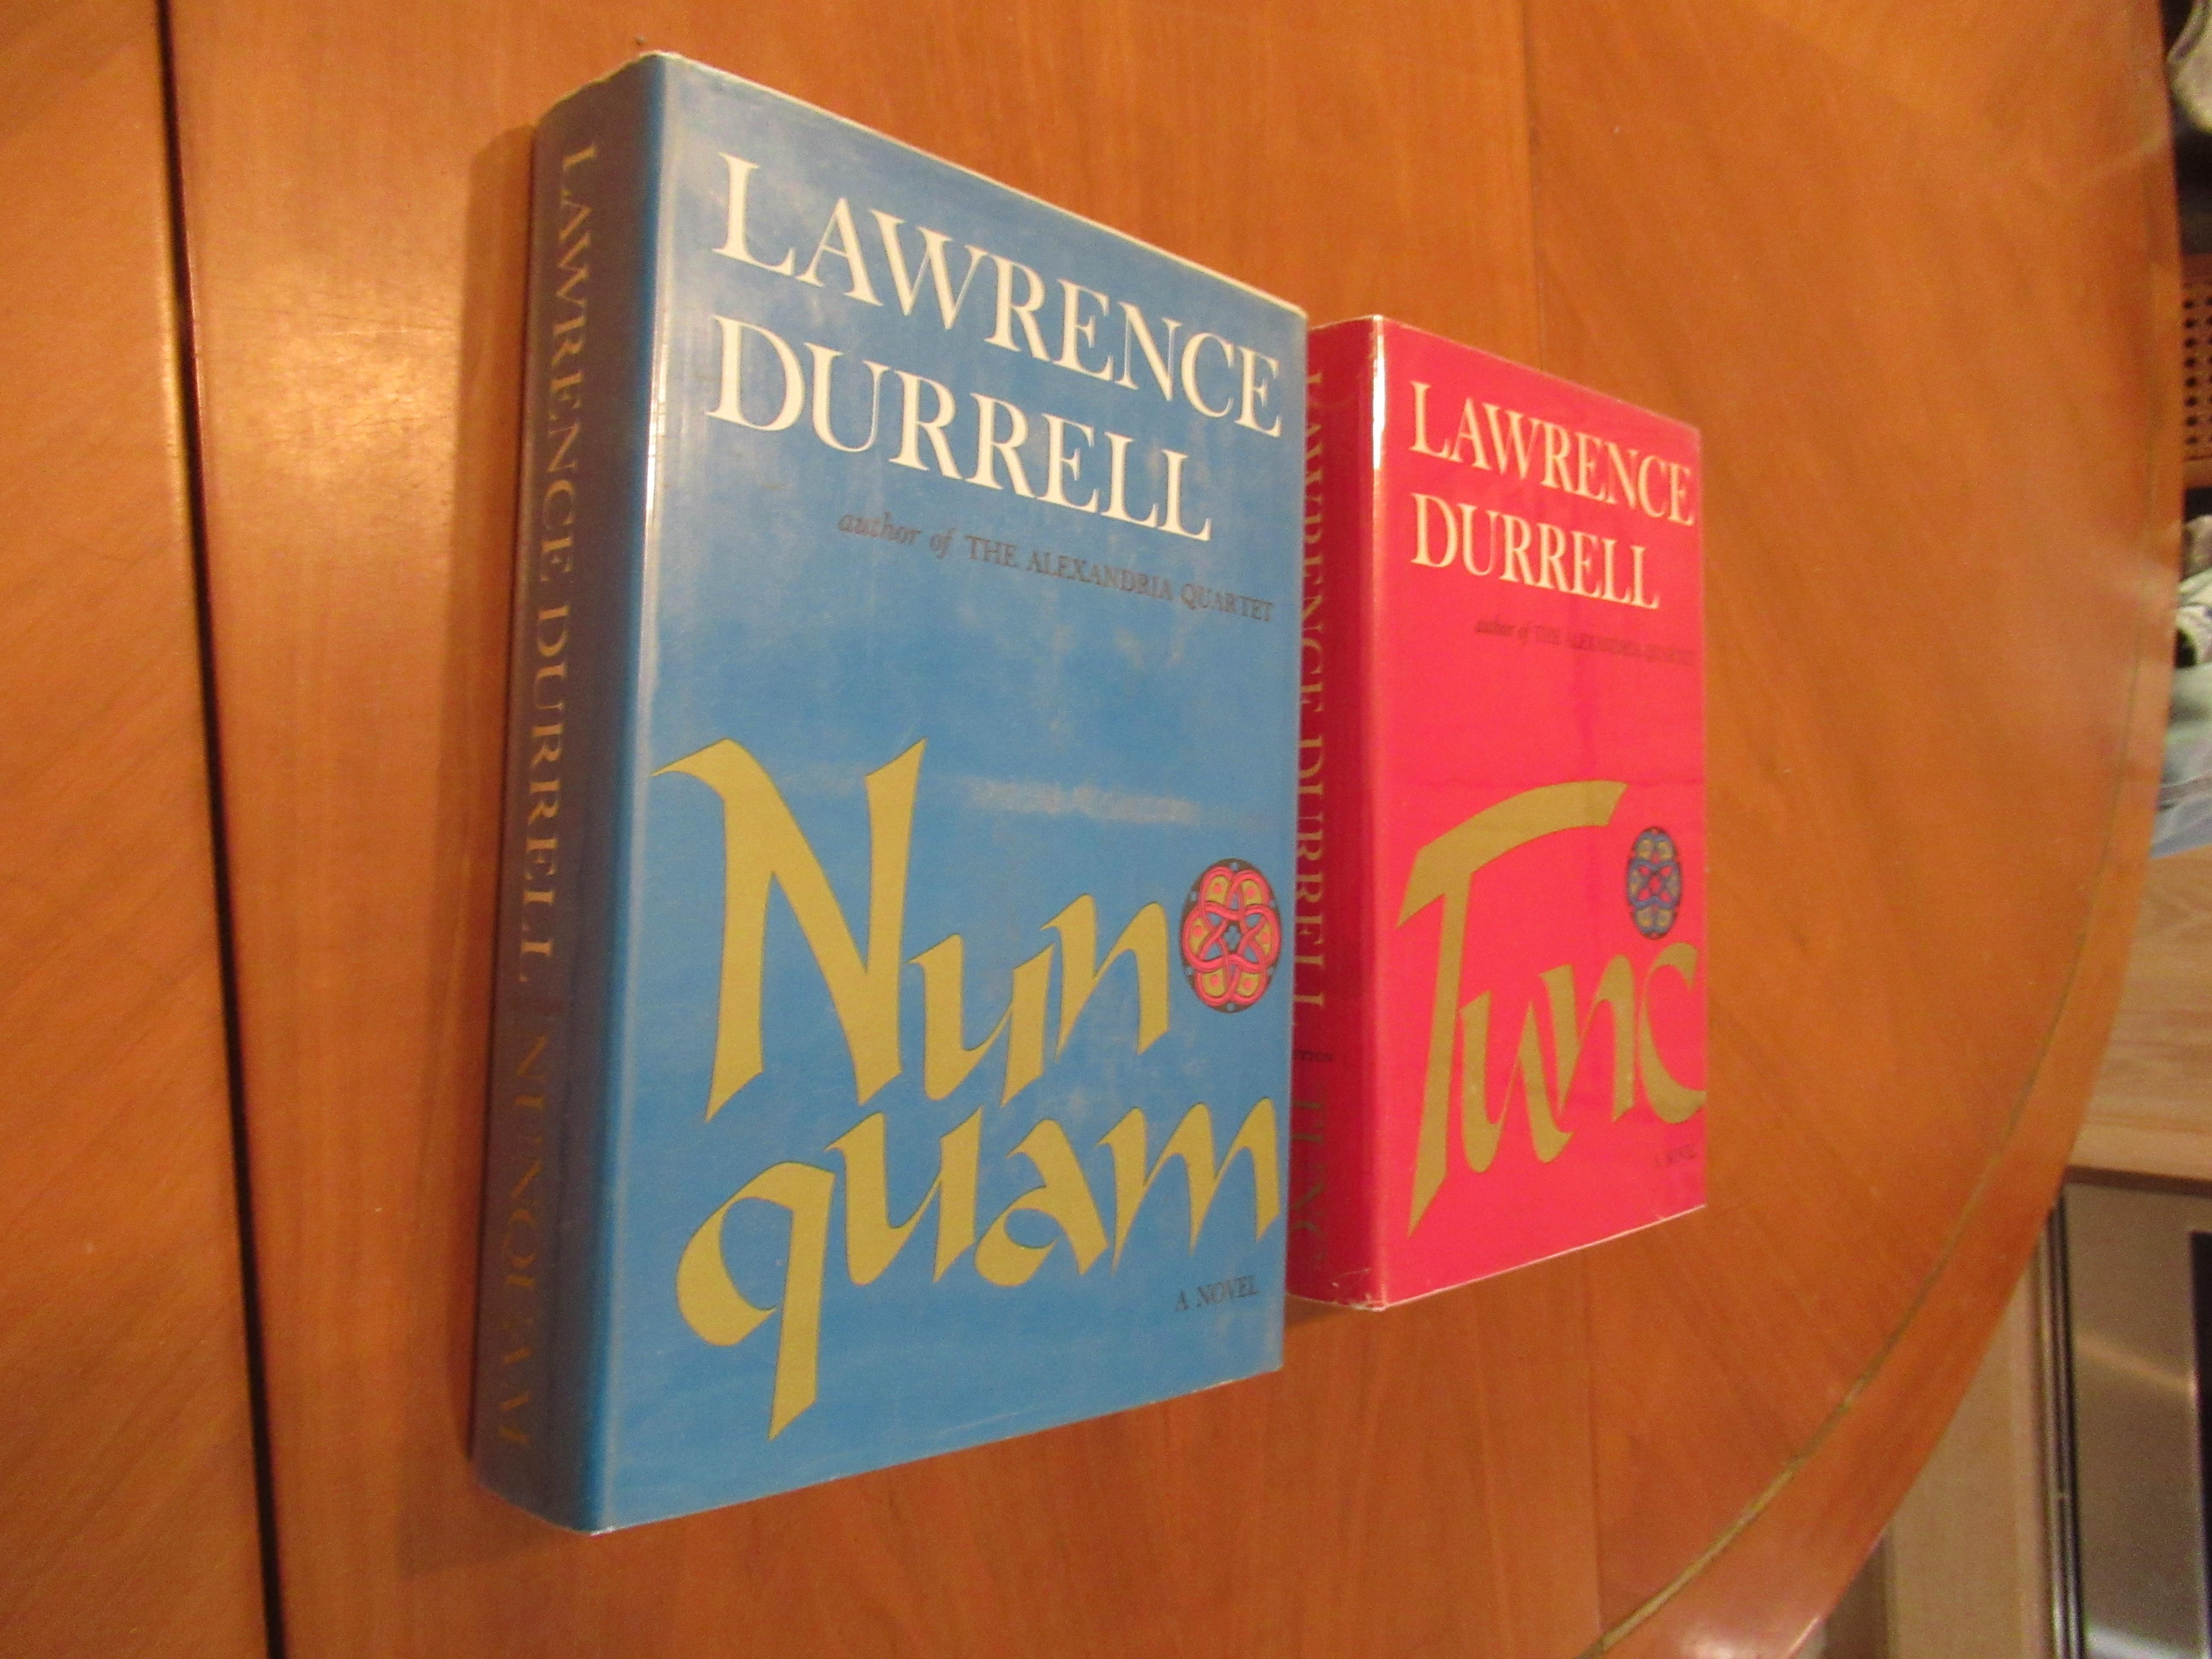 LAWRENCE DURRELL NUNQUAM
LAWRENCE
DURRELL
author of THE ALEXANDRIA QUARTET
Nun
quam
A NOVEL
LAWRENCE DURRELL TUNC
LAWRENCE
DURRELL
author of THE ALEXANDRIA QUARTET
Tunc
A NOVEL